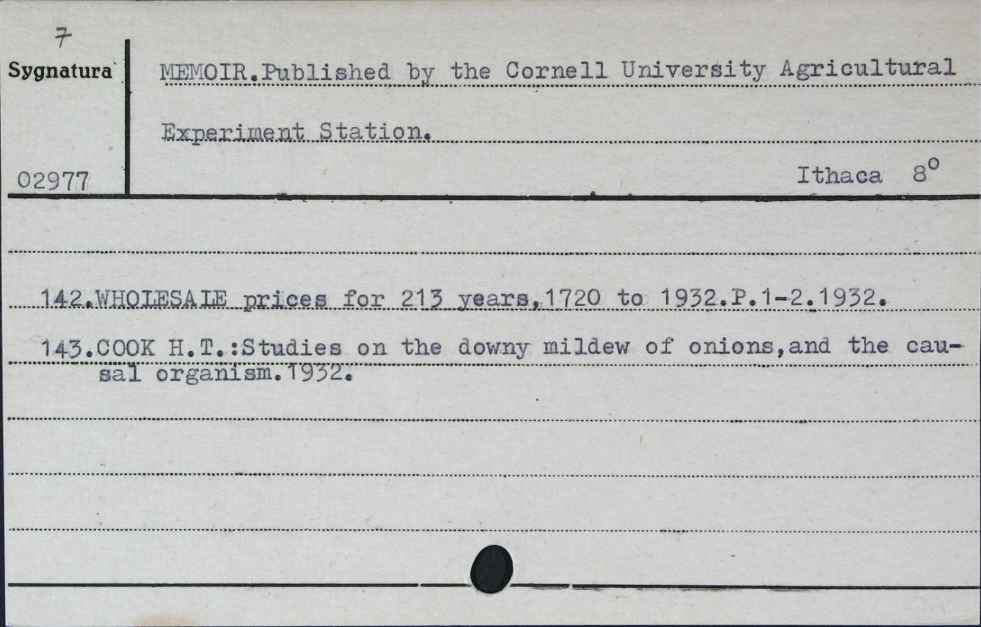 7
Sygnatura
MEMOIR.Published by the Cornell University Agricultural
Experiment Station.
02977
Ithaca 8º
142.WHOLESALE prices for 213 years,1720 to 1932.P.1-2.1932.
143.COOK H.T.:Studies on the downy mildew of onions,and the cau-
sal organism.1932.